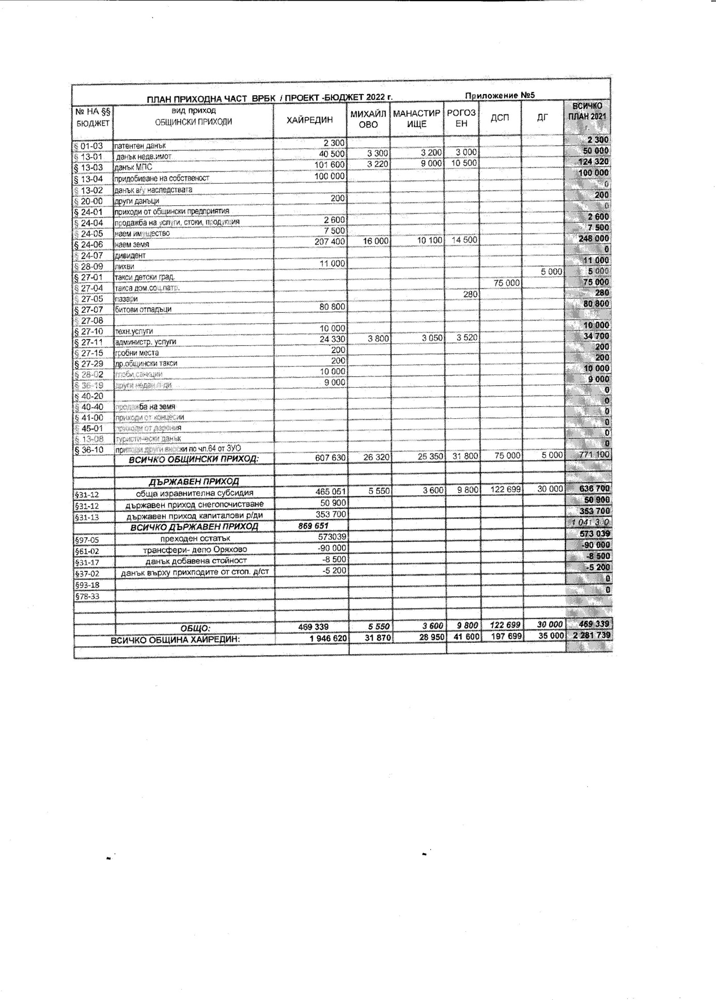 ПЛАН ПРИХОДНА ЧАСТ ВРБК / ПРОЕКТ -БЮДЖЕТ 2022 г. Приложение №5
№ НА §§ БЮДЖЕТ вид приход ОБЩИНСКИ ПРИХОДИ ХАЙРЕДИН МИХАЙЛОВО МАНАСТИРИЩЕ РОГОЗЕН ДСП ДГ ВСИЧКО ПЛАН 2021 г.
§ 01-03 патентен данък 2 300 2 300
§ 13-01 данък недв.имот 40 500 3 300 3 200 3 000 50 000
§ 13-03 данък МПС 101 600 3 220 9 000 10 500 124 320
§ 13-04 придобиване на собственост 100 000 100 000
§ 13-02 данък в/у наследствата 0
§ 20-00 други данъци 200 200
§ 24-01 приходи от общински предприятия 0
§ 24-04 продажба на услуги, стоки, продукция 2 600 2 600
§ 24-05 наем имущество 7 500 7 500
§ 24-06 наем земя 207 400 16 000 10 100 14 500 248 000
§ 24-07 дивидент 0
§ 28-09 лихви 11 000 11 000
§ 27-01 такси детски град. 5 000 5 000
§ 27-04 такса дом.соц.патр. 75 000 75 000
§ 27-05 пазари 280 280
§ 27-07 битови отпадъци 80 800 80 800
§ 27-08
§ 27-10 техн.услуги 10 000 10 000
§ 27-11 администр. услуги 24 330 3 800 3 050 3 520 34 700
§ 27-15 гробни места 200 200
§ 27-29 др.общински такси 200 200
§ 28-02 глоби,санкции 10 000 10 000
§ 36-19 други недан.п-ди 9 000 9 000
§ 40-20 0
§ 40-40 продажба на земя 0
§ 41-00 приходи от концесии 0
§ 45-01 приходи от дарения 0
§ 13-08 туристически данък 0
§ 36-10 приходи други вноски по чл.64 от ЗУО 0
ВСИЧКО ОБЩИНСКИ ПРИХОД: 607 630 26 320 25 350 31 800 75 000 5 000 771 100
ДЪРЖАВЕН ПРИХОД
§31-12 обща изравнителна субсидия 465 051 5 550 3 600 9 800 122 699 30 000 636 700
§31-12 държавен приход снегопочистване 50 900 50 900
§31-13 държавен приход капиталови р/ди 353 700 353 700
ВСИЧКО ДЪРЖАВЕН ПРИХОД 869 651 1 041 300
§97-05 преходен остатък 573039 573 039
§61-02 трансфери- депо Оряхово -90 000 -90 000
§31-17 данък добавена стойност -8 500 -8 500
§37-02 данък върху прихподите от стоп. д/ст -5 200 -5 200
§93-18 0
§78-33 0
ОБЩО: 469 339 5 550 3 600 9 800 122 699 30 000 469 339
ВСИЧКО ОБЩИНА ХАЙРЕДИН: 1 946 620 31 870 28 950 41 600 197 699 35 000 2 281 739